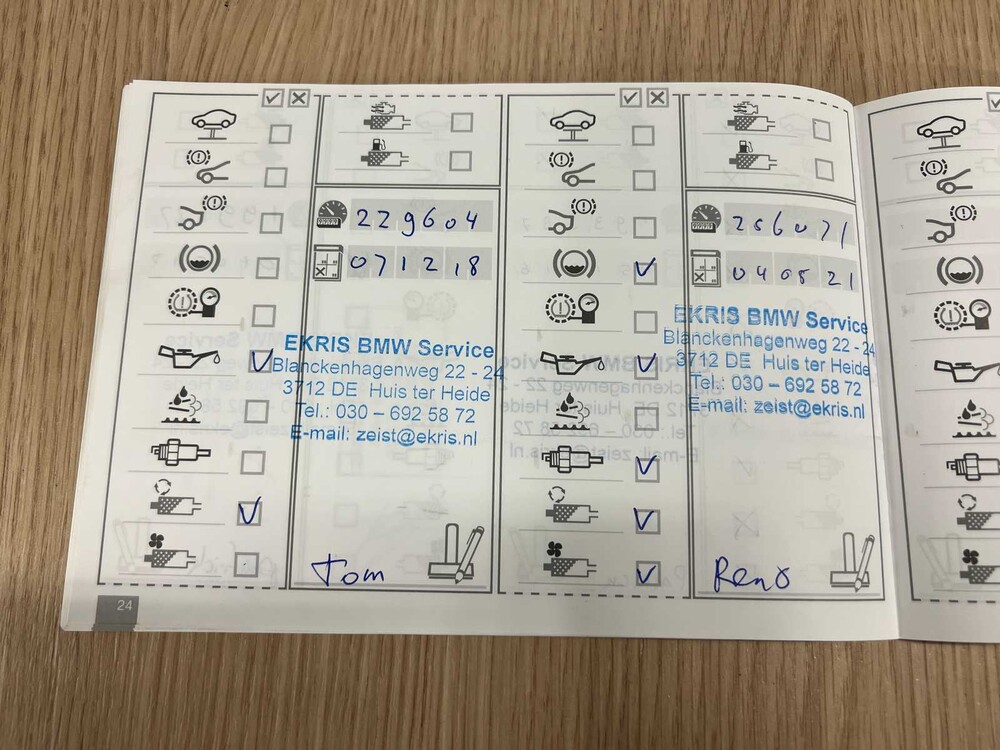 229604
071218
EKRIS BMW Service
Blanckenhagenweg 22 - 24
3712 DE Huis ter Heide
Tel.: 030 – 692 58 72
E-mail: zeist@ekris.nl
Tom
24
256071
040521
EKRIS BMW Service
Blanckenhagenweg 22 - 24
3712 DE Huis ter Heide
Tel.: 030 – 692 58 72
E-mail: zeist@ekris.nl
Reno